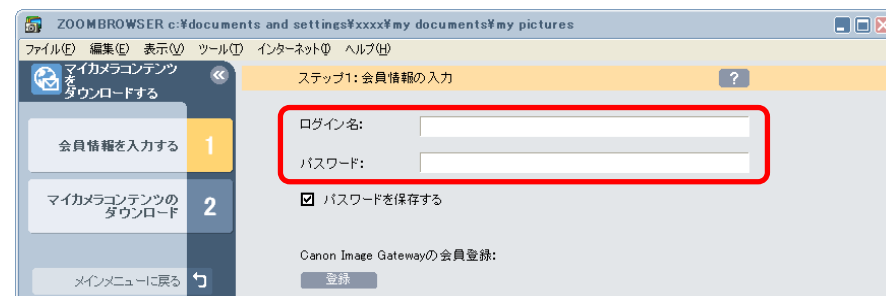 ZOOMBROWSER c:¥documents and settings¥xxxx¥my documents¥my pictures
ファイル(F) 編集(E) 表示(V) ツール(T) インターネット(I) ヘルプ(H)
マイカメラコンテンツ
を
ダウンロードする
ステップ1: 会員情報の入力
?
会員情報を入力する 1
マイカメラコンテンツの
ダウンロード
2
メインメニューに戻る
ログイン名:
パスワード:
パスワードを保存する
Canon Image Gatewayの会員登録:
登録